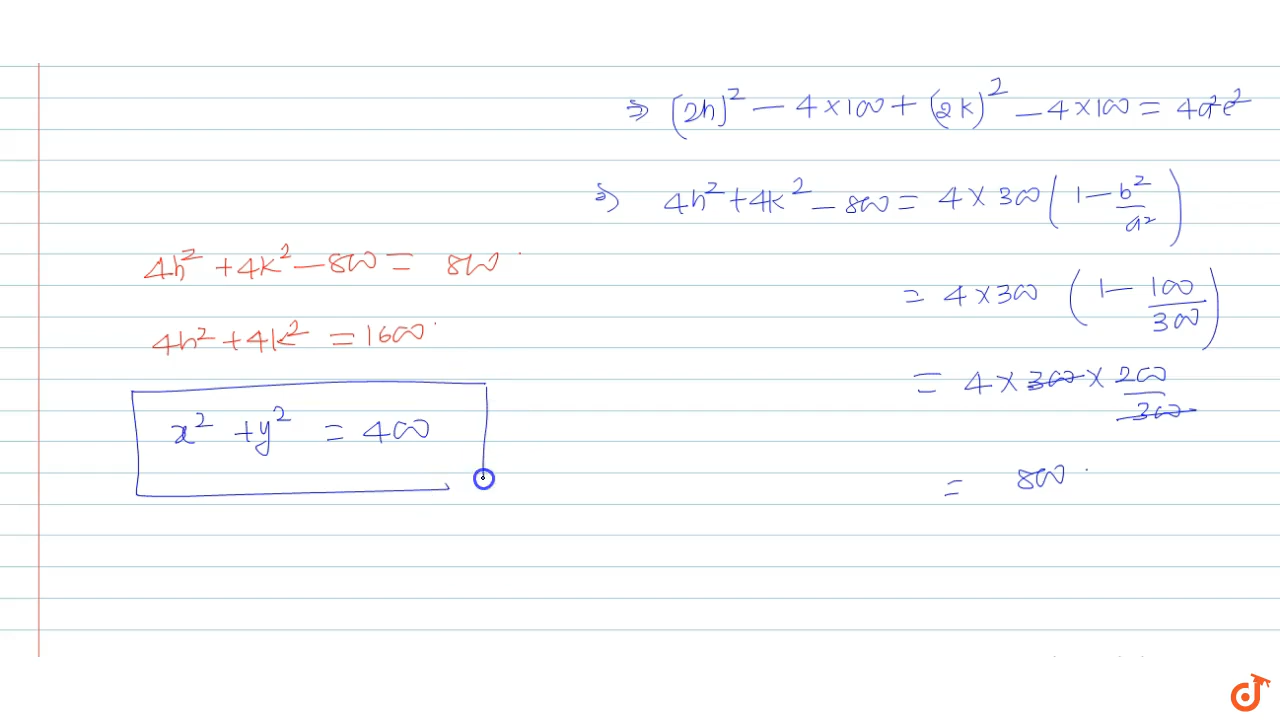 ⇒ (2h)² − 4×100 + (2k)² − 4×100 = 4a²e²
⇒ 4h² + 4k² − 800 = 4 × 300 (1 − b²/a²)
= 4 × 300 (1 − 100/300)
= 4 × 300 × 200/300
= 800
4h² + 4k² − 800 = 800
4h² + 4k² = 1600
x² + y² = 400